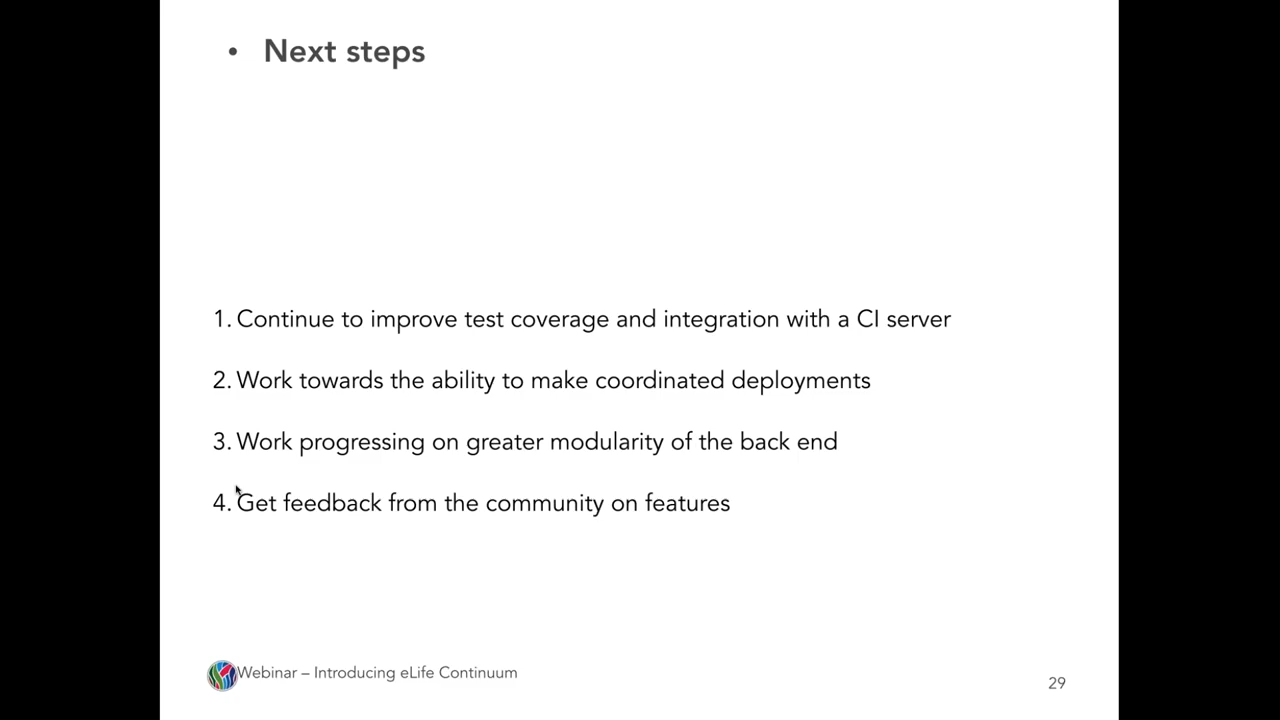 • Next steps
1. Continue to improve test coverage and integration with a CI server
2. Work towards the ability to make coordinated deployments
3. Work progressing on greater modularity of the back end
4. Get feedback from the community on features
Webinar – Introducing eLife Continuum
29